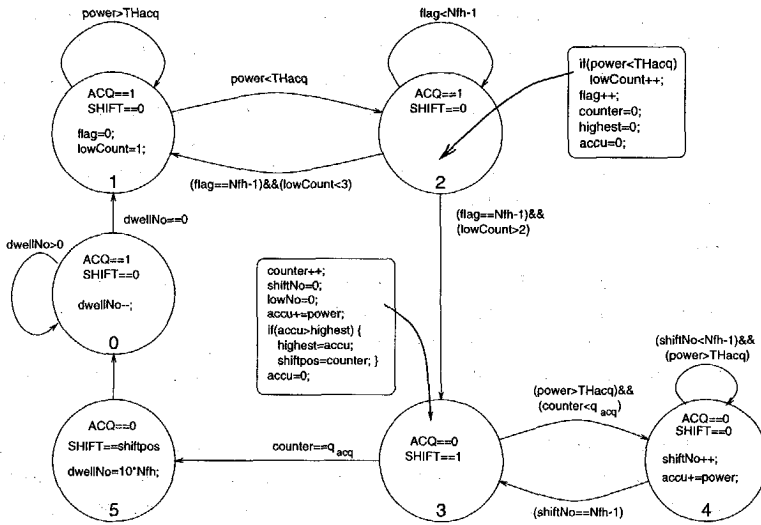 power>THacq
ACQ==1
SHIFT==0
flag=0;
lowCount=1;
1
power<THacq
(flag==Nfh-1)&&(lowCount<3)
flag<Nfh-1
ACQ==1
SHIFT==0
2
if(power<THacq)
lowCount++;
flag++;
counter=0;
highest=0;
accu=0;
dwellNo==0
(flag==Nfh-1)&&
(lowCount>2)
dwellNo>0
ACQ==1
SHIFT==0
dwellNo--;
0
counter++;
shiftNo=0;
lowNo=0;
accu+=power;
if(accu>highest) {
highest=accu;
shiftpos=counter; }
accu=0;
(shiftNo<Nfh-1)&&
(power>THacq)
(power>THacq)&&
(counter<q acq)
ACQ==0
SHIFT==shiftpos
dwellNo=10*Nfh;
5
counter==q acq
ACQ==0
SHIFT==1
3
ACQ==0
SHIFT==0
shiftNo++;
accu+=power;
4
(shiftNo==Nfh-1)